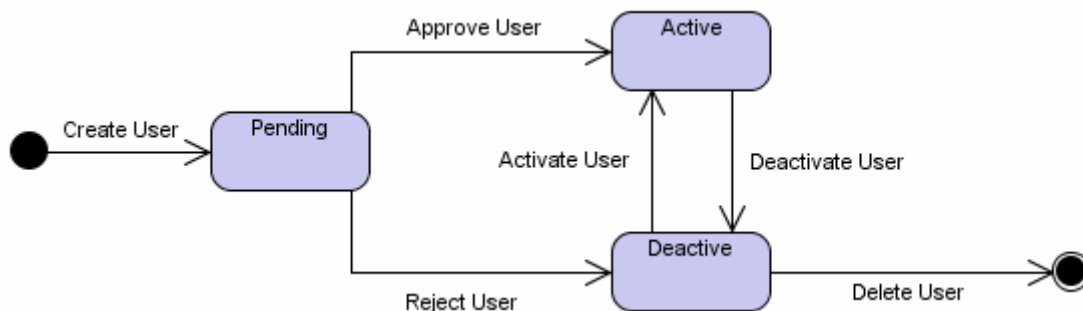 Approve User
Active
Create User
Pending
Activate User
Deactivate User
Deactive
Reject User
Delete User